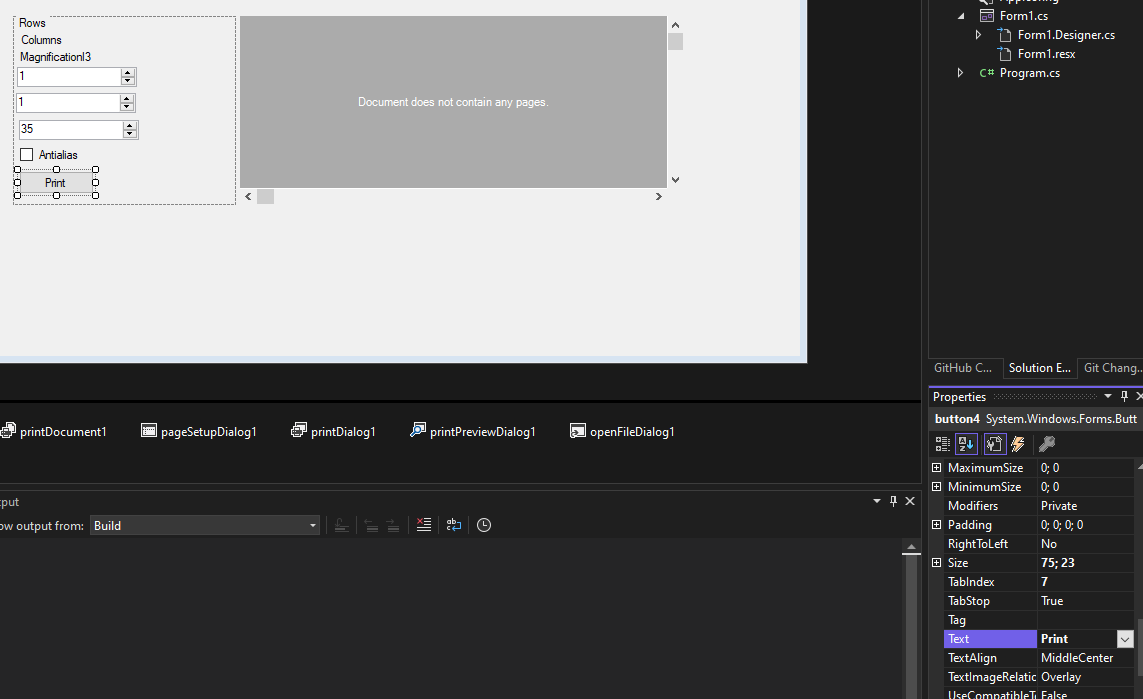 Rows
Columns
Magnificationl3
1
1
35
Antialias
Print
Document does not contain any pages.
Form1.cs
Form1.Designer.cs
Form1.resx
C# Program.cs
GitHub C... Solution E... Git Chang...
printDocument1 pageSetupDialog1 printDialog1 printPreviewDialog1 openFileDialog1
put
ow output from: Build
Properties
button4 System.Windows.Forms.Butt
MaximumSize 0; 0
MinimumSize 0; 0
Modifiers Private
Padding 0; 0; 0; 0
RightToLeft No
Size 75; 23
TabIndex 7
TabStop True
Tag
Text Print
TextAlign MiddleCenter
TextImageRelatic Overlay
UseCompatibleT False